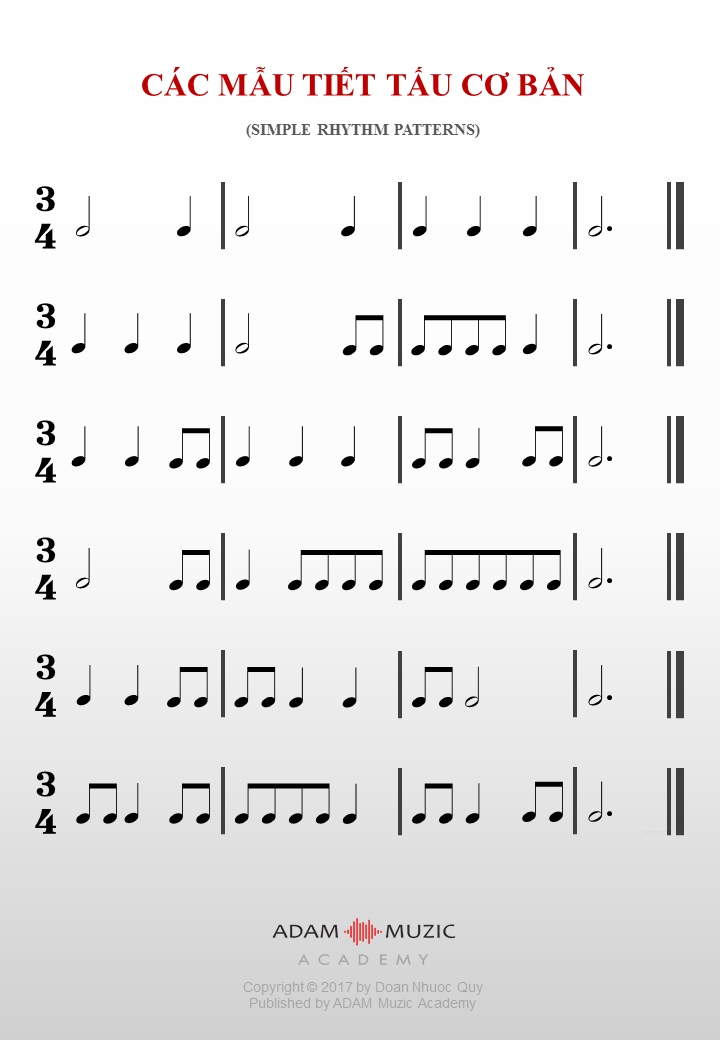 CÁC MẪU TIẾT TẤU CƠ BẢN
(SIMPLE RHYTHM PATTERNS)
3
4
3
4
3
4
3
4
3
4
3
4
ADAM MUZIC
ACADEMY
Copyright © 2017 by Doan Nhuoc Quy
Published by ADAM Muzic Academy